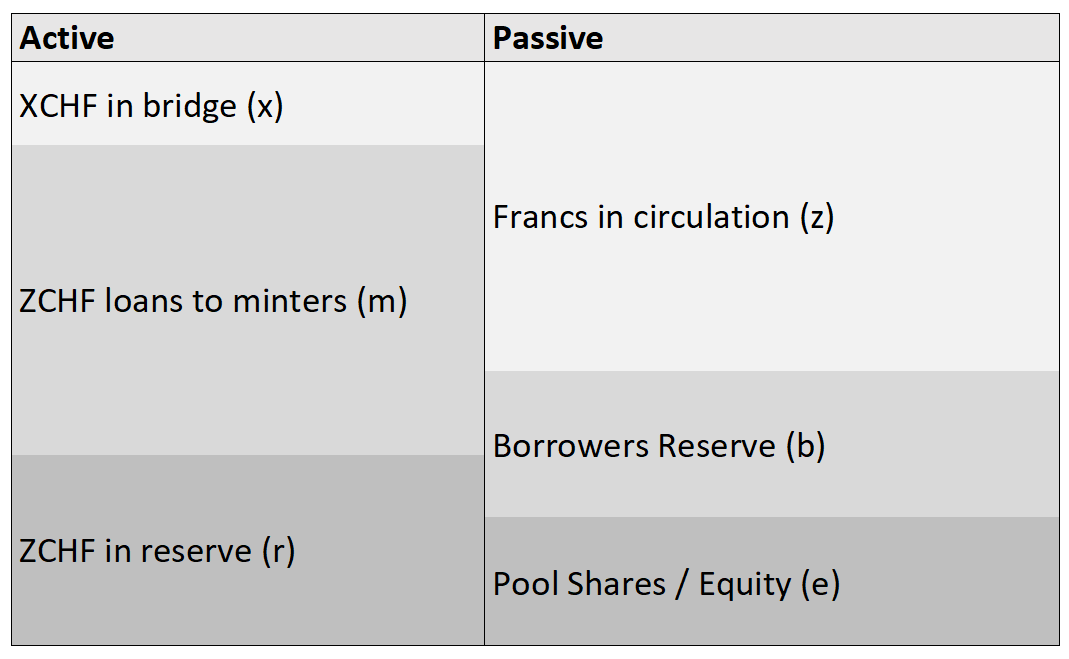 Active
Passive
XCHF in bridge (x)
Francs in circulation (z)
ZCHF loans to minters (m)
Borrowers Reserve (b)
ZCHF in reserve (r)
Pool Shares / Equity (e)